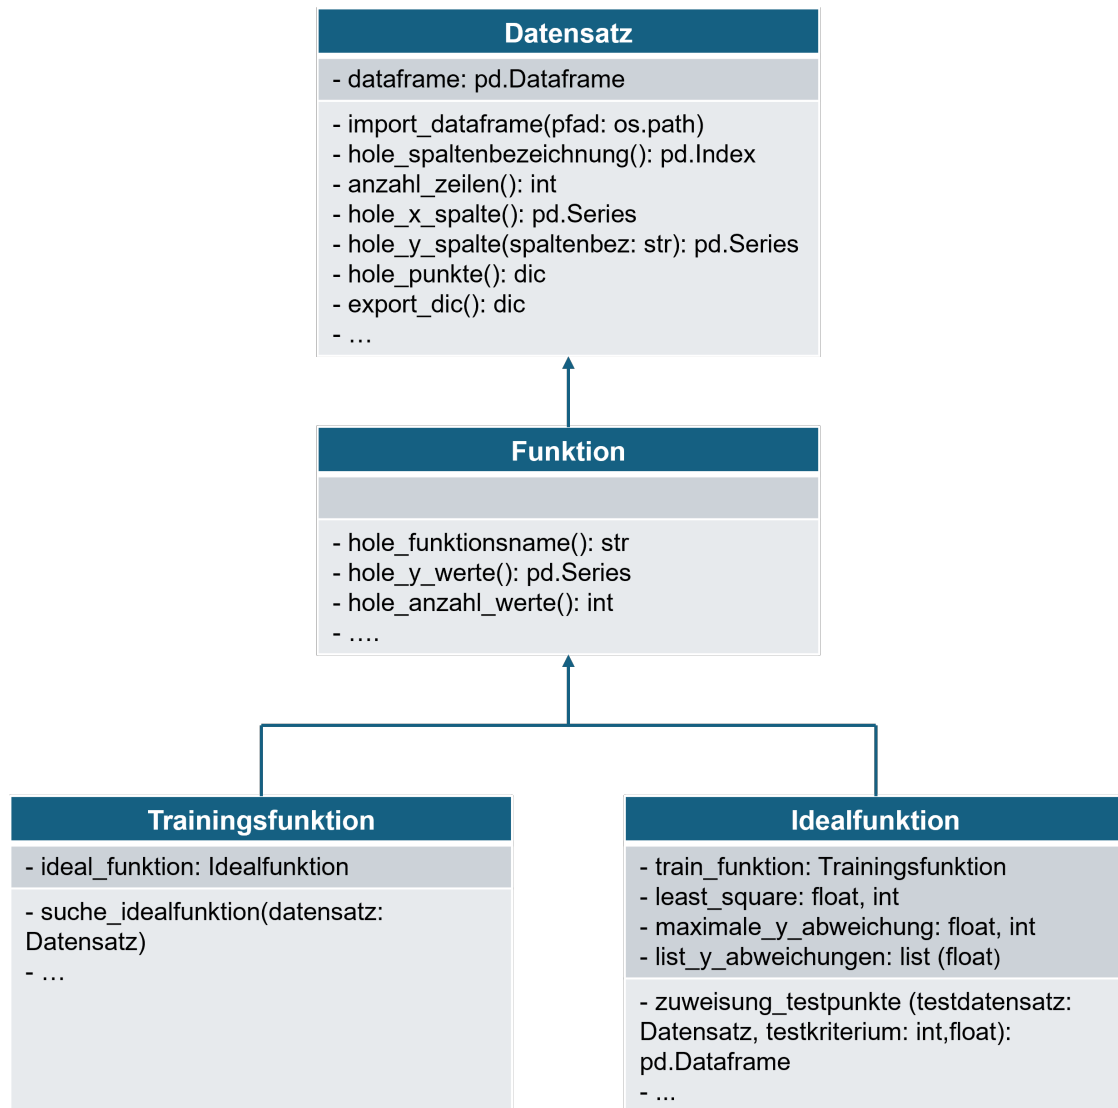 Datensatz
- dataframe: pd.Dataframe
- import_dataframe(pfad: os.path)
- hole_spaltenbezeichnung(): pd.Index
- anzahl_zeilen(): int
- hole_x_spalte(): pd.Series
- hole_y_spalte(spaltenbez: str): pd.Series
- hole_punkte(): dic
- export_dic(): dic
- …
Funktion
- hole_funktionsname(): str
- hole_y_werte(): pd.Series
- hole_anzahl_werte(): int
- ….
Trainingsfunktion
- ideal_funktion: Idealfunktion
- suche_idealfunktion(datensatz:
Datensatz)
- …
Idealfunktion
- train_funktion: Trainingsfunktion
- least_square: float, int
- maximale_y_abweichung: float, int
- list_y_abweichungen: list (float)
- zuweisung_testpunkte (testdatensatz:
Datensatz, testkriterium: int,float):
pd.Dataframe
- ...